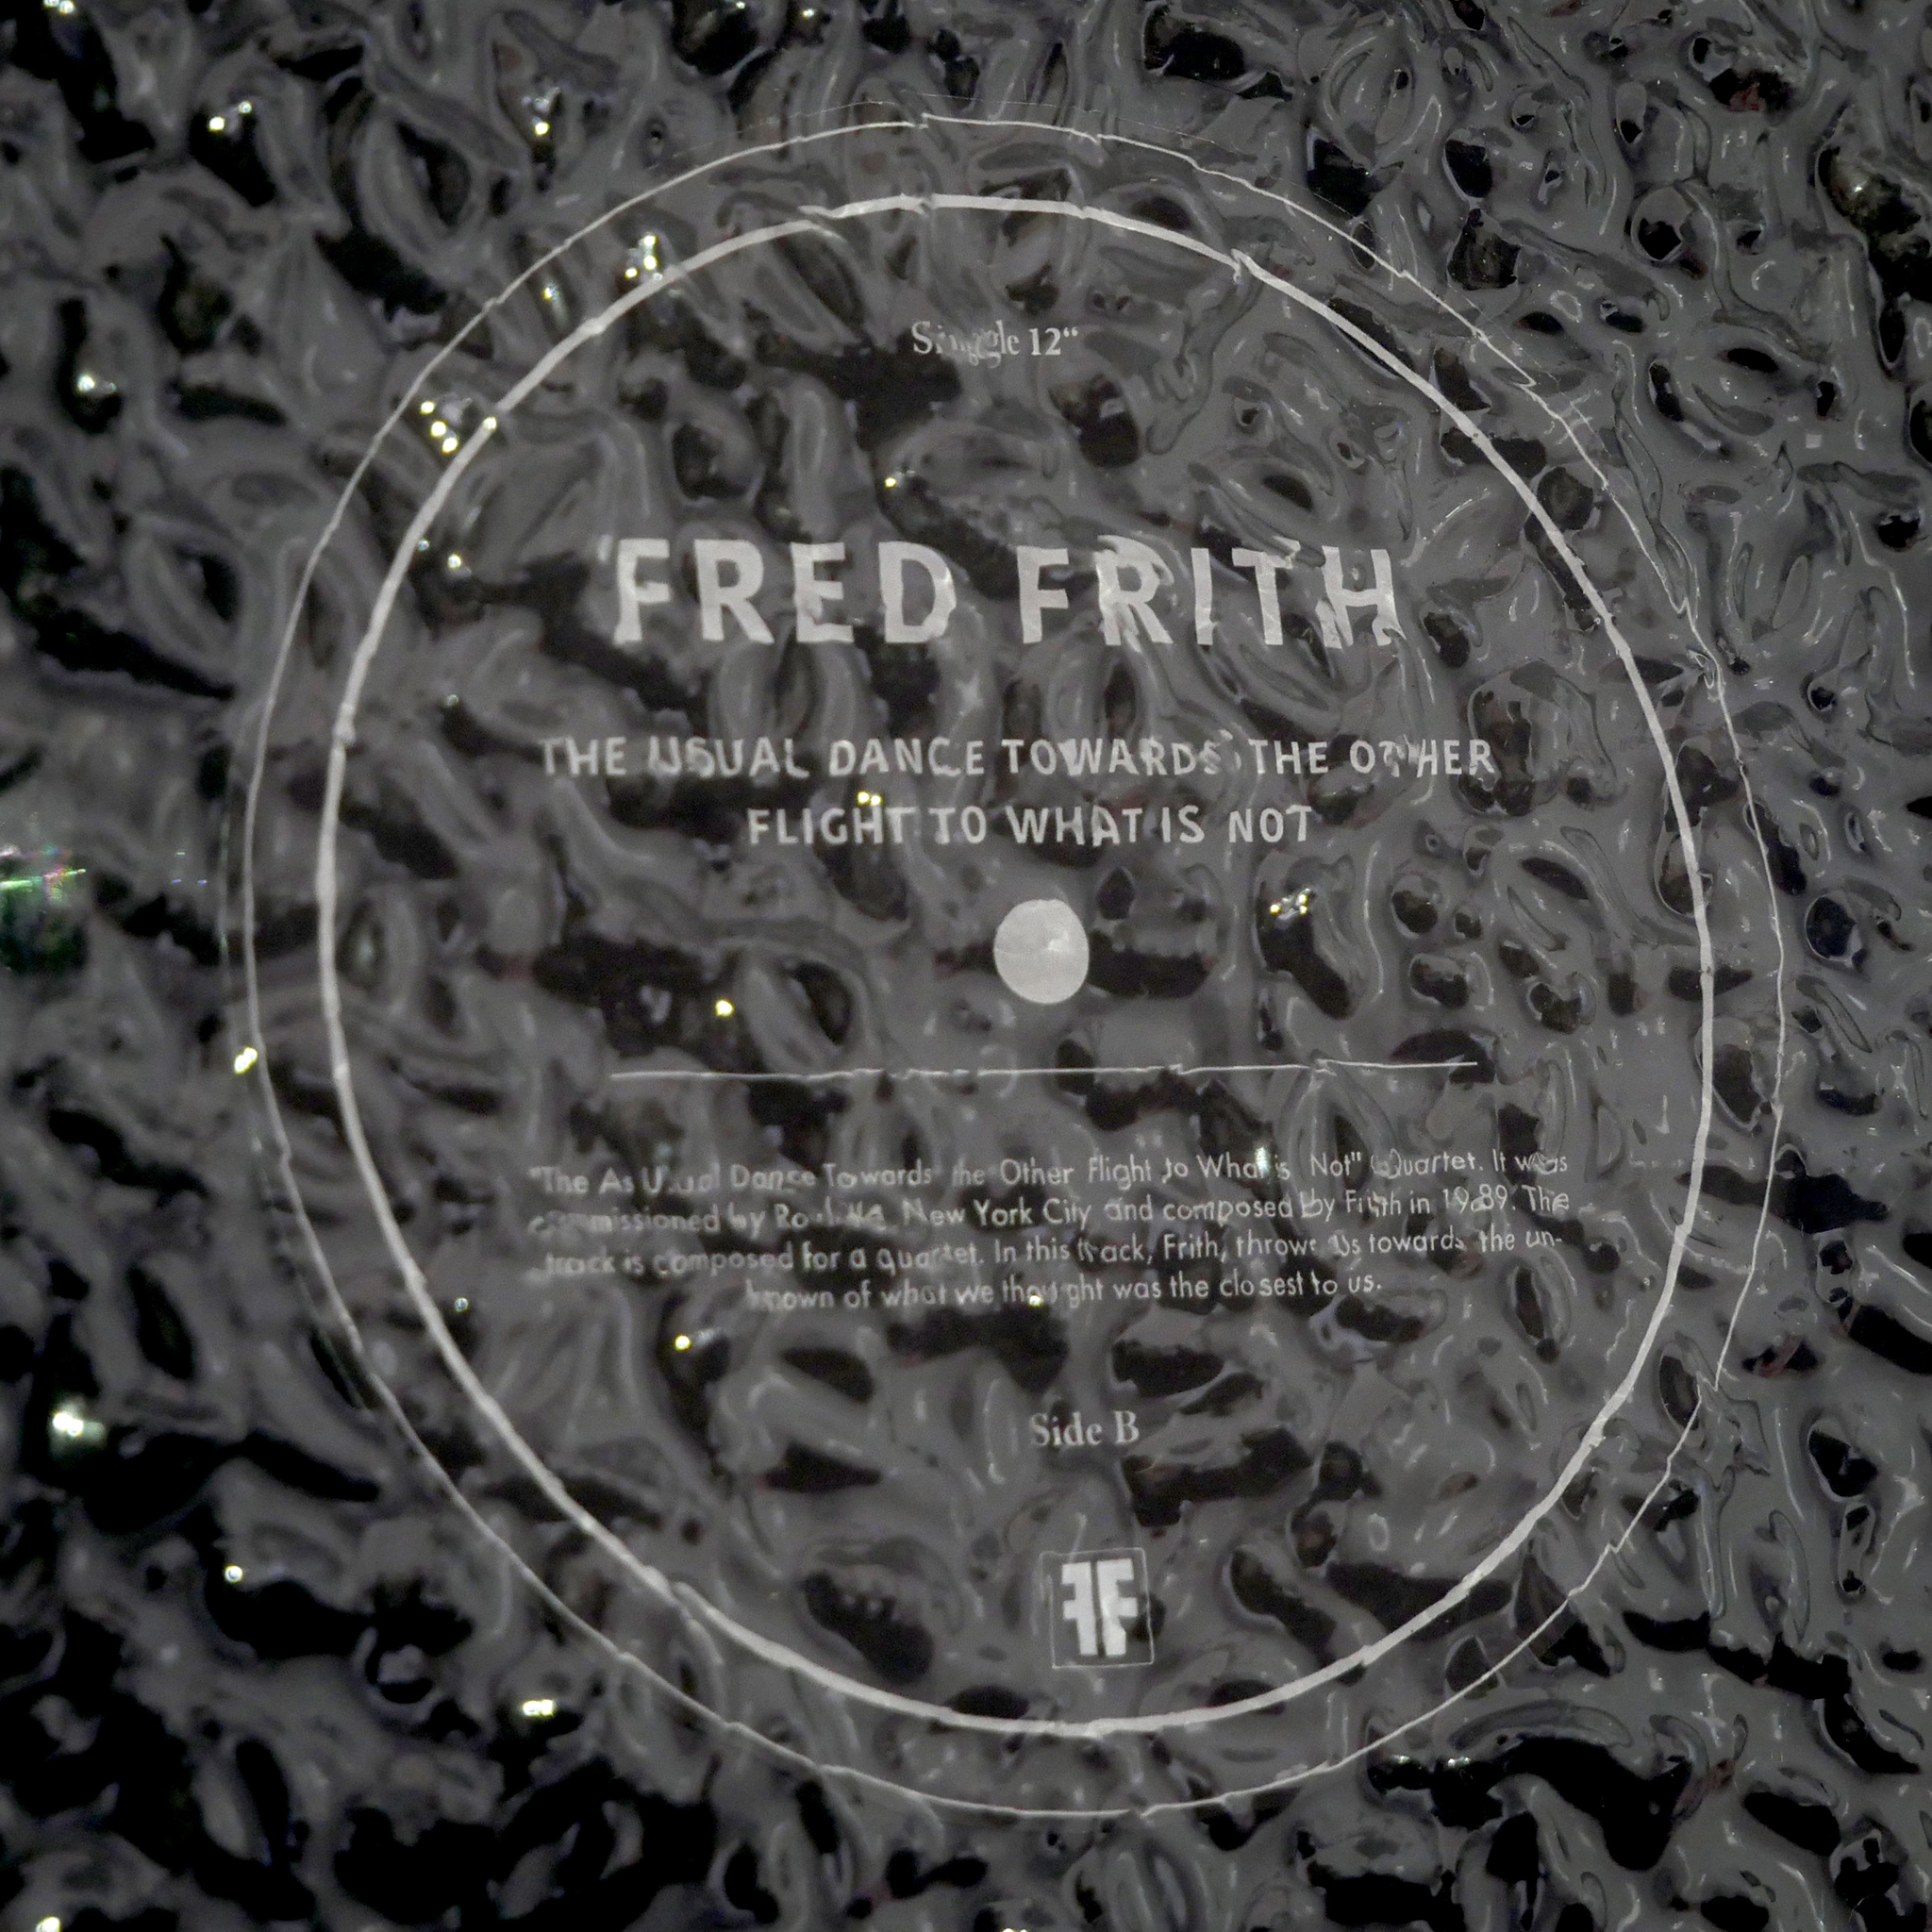 Single 12“
FRED FRITH
THE USUAL DANCE TOWARDS THE OTHER
FLIGHT TO WHAT IS NOT
"The As Usual Dance Towards the Other Flight to What is Not" Quartet. It was
commissioned by New York City and composed by Frith in 1989. The
track is composed for a quartet. In this track, Frith, throws us towards the un-
known of what we thought was the closest to us.
Side B
FF